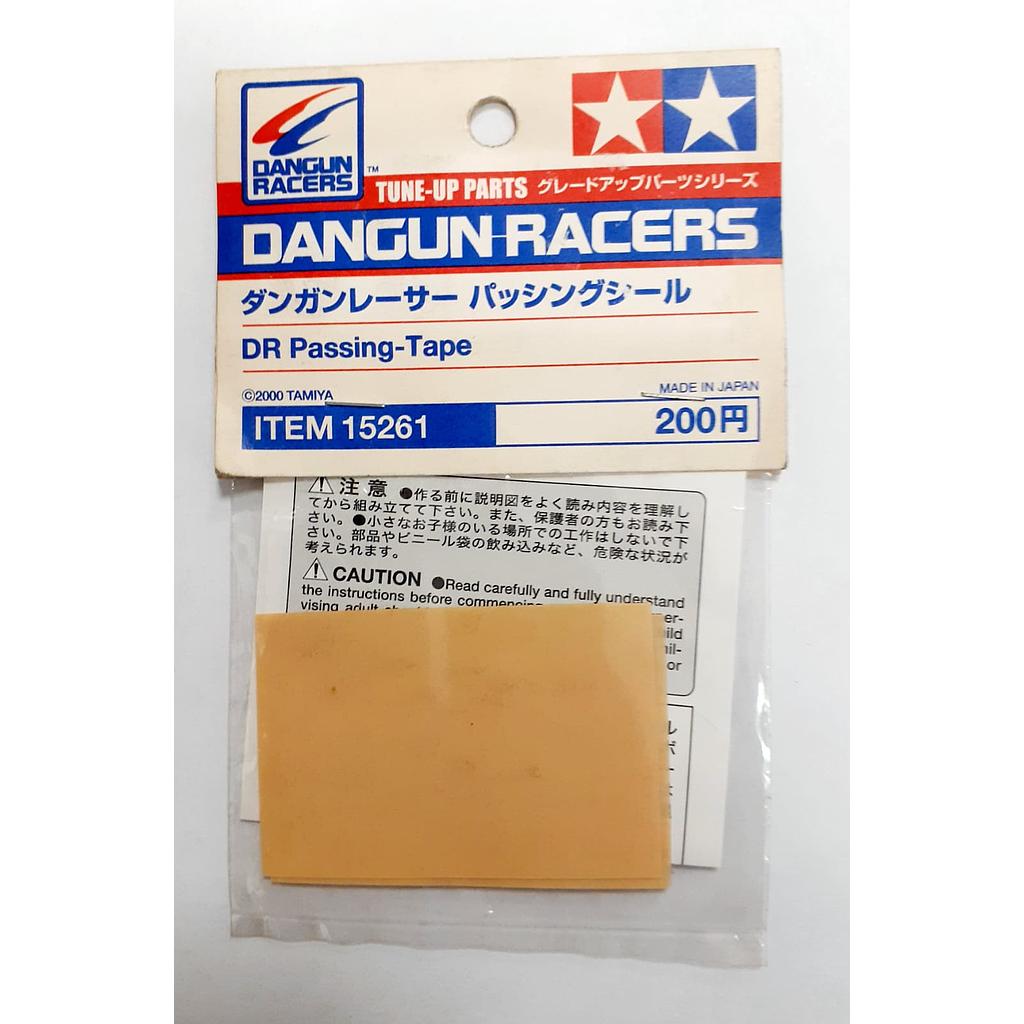 DANGUN
RACERS
TM
TUNE-UP PARTS グレードアップパーツシリーズ
DANGUN RACERS
ダンガンレーサー パッシングシール
DR Passing-Tape
©2000 TAMIYA
MADE IN JAPAN
ITEM 15261
200円
⚠注意 ●作る前に説明図をよく読み内容を理解し
てから組み立てて下さい。また、保護者の方もお読み下
さい。●小さなお子様のいる場所での工作はしないで下
さい。部品やビニール袋の飲み込みなど、危険な状況が
考えられます。
⚠CAUTION ●Read carefully and fully understand
the instructions before commencing
vising adult
or